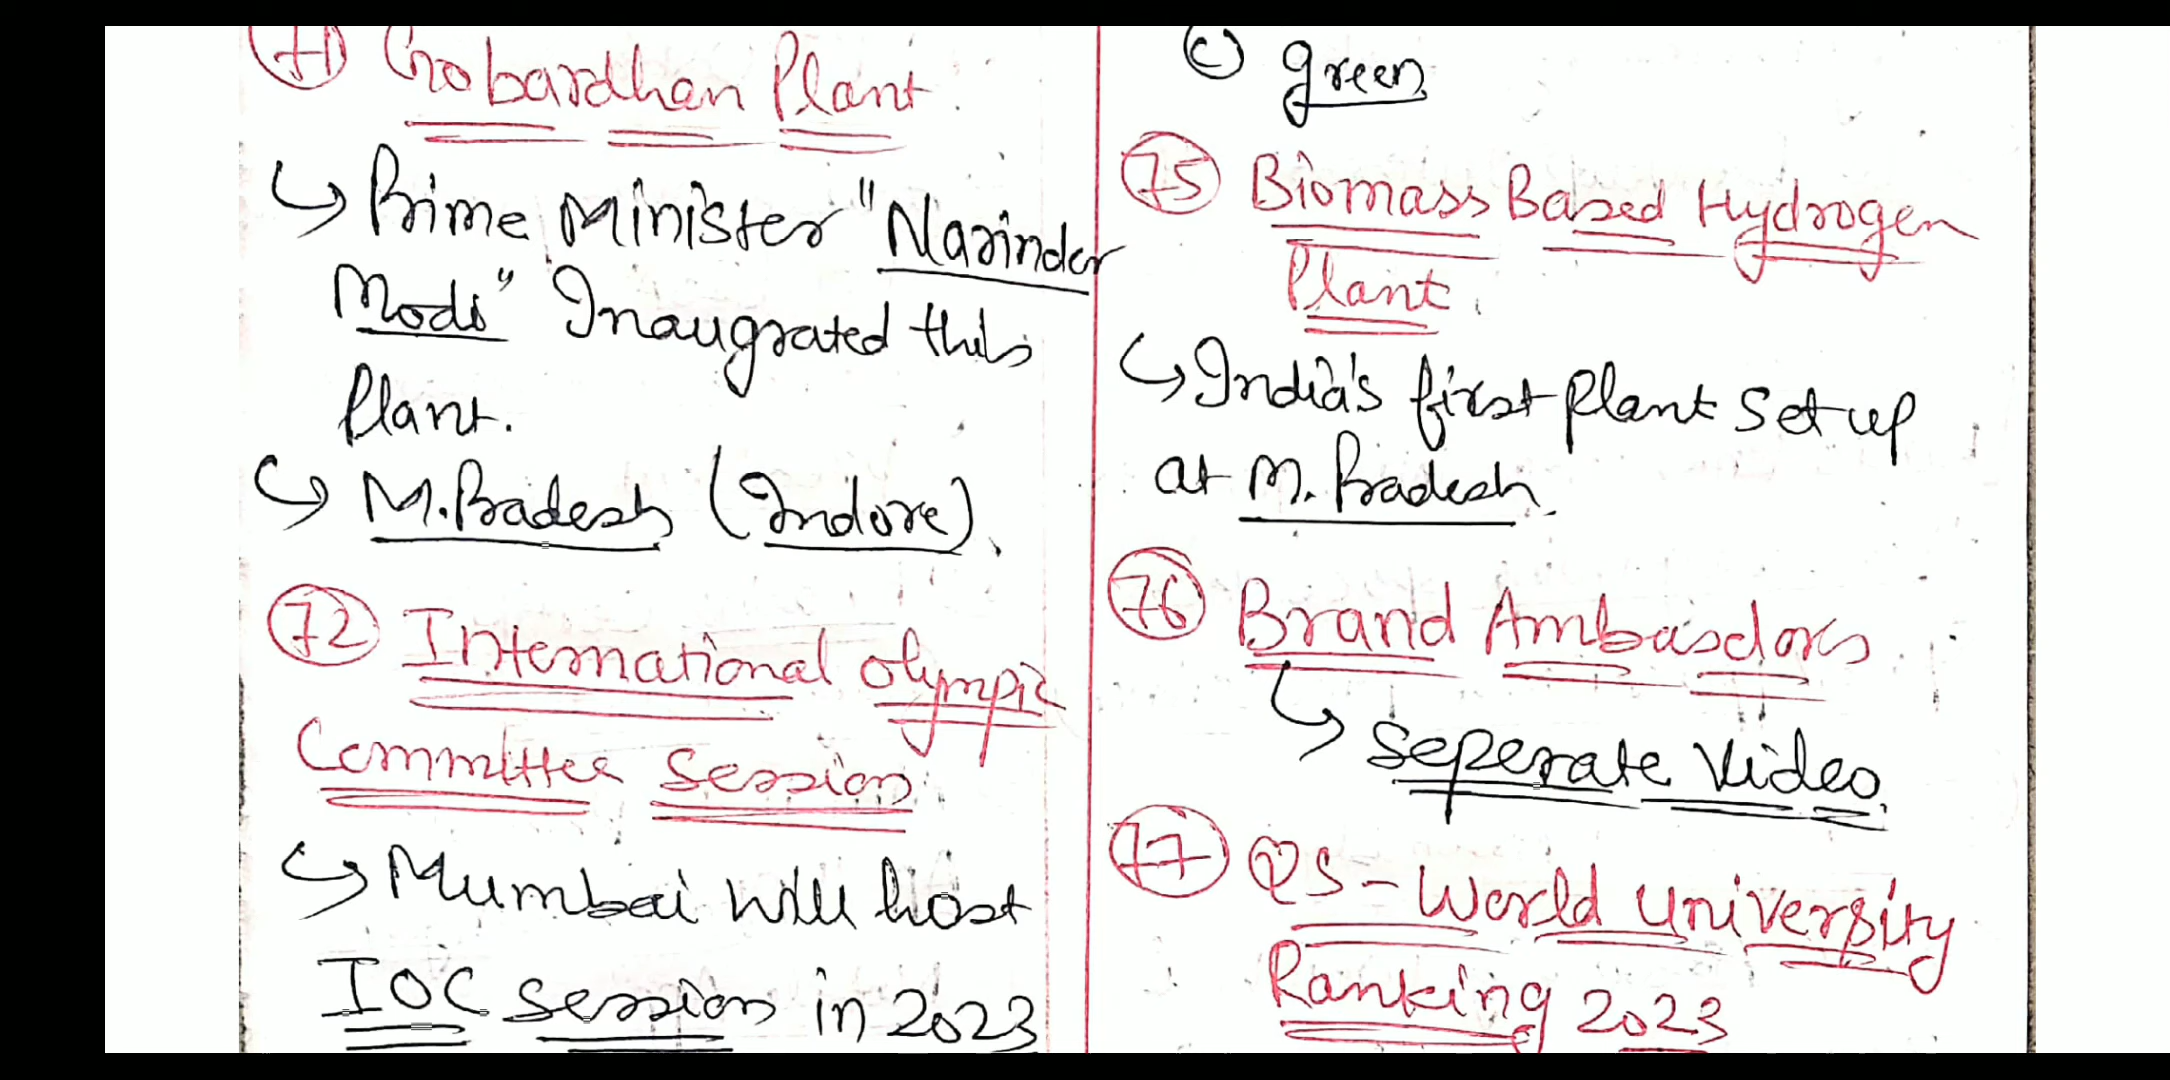 71 Gobardhan Plant
↳ Prime Minister "Narinder
Modi" Inaugrated this
Plant.
↳ M.Pradesh (Indore).
72 International Olympic
Committee Session
↳ Mumbai will host
IOC Session in 2023
C) green
75 Biomass Based Hydrogen
Plant.
↳ India's first Plant Set up
at M. Pradesh.
76 Brand Ambasdors
↳ Seperate Video.
77 QS - World University
Ranking 2023